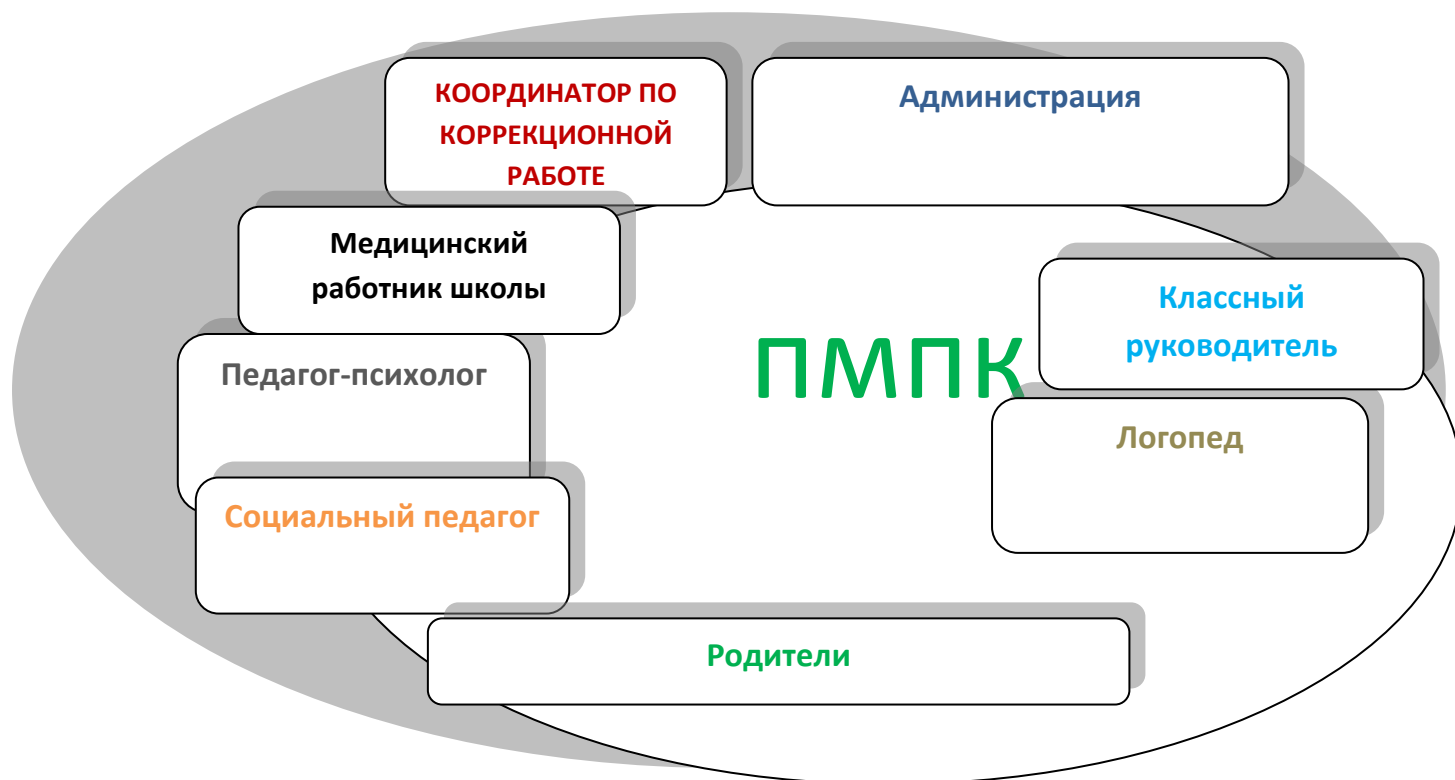 КООРДИНАТОР ПО
КОРРЕКЦИОННОЙ
РАБОТЕ
Администрация
Медицинский
работник школы
Классный
руководитель
ПМПК
Педагог-психолог
Логопед
Социальный педагог
Родители